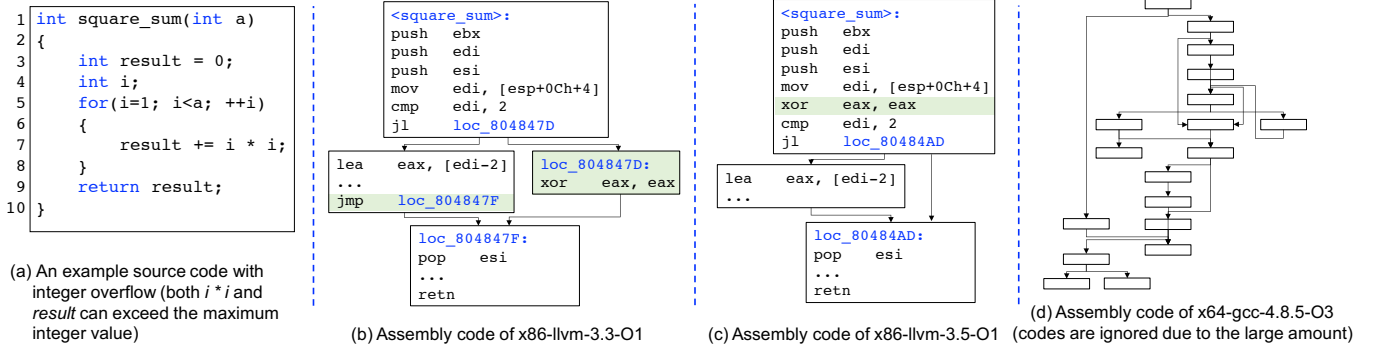 1 int square_sum(int a)
2 {
3 int result = 0;
4 int i;
5 for(i=1; i<a; ++i)
6 {
7 result += i * i;
8 }
9 return result;
10 }
(a) An example source code with
integer overflow (both i * i and
result can exceed the maximum
integer value)
<square_sum>:
push ebx
push edi
push esi
mov edi, [esp+0Ch+4]
cmp edi, 2
jl loc_804847D
lea eax, [edi-2]
...
jmp loc_804847F
loc_804847D:
xor eax, eax
loc_804847F:
pop esi
...
retn
(b) Assembly code of x86-llvm-3.3-O1
<square_sum>:
push ebx
push edi
push esi
mov edi, [esp+0Ch+4]
xor eax, eax
cmp edi, 2
jl loc_80484AD
lea eax, [edi-2]
...
loc_80484AD:
pop esi
...
retn
(c) Assembly code of x86-llvm-3.5-O1
(d) Assembly code of x64-gcc-4.8.5-O3
(codes are ignored due to the large amount)